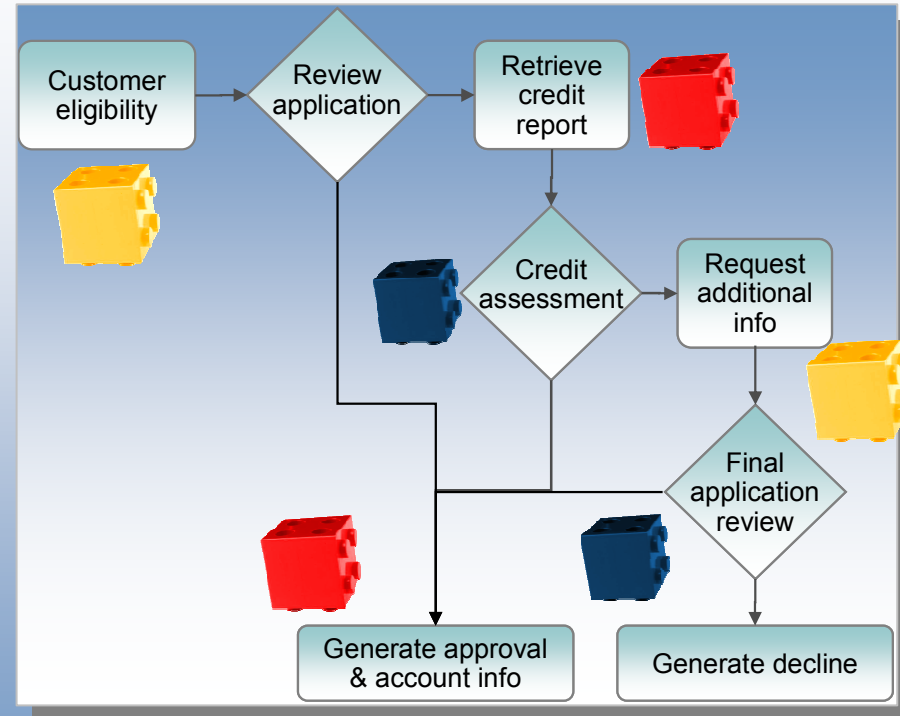 Customer
eligibility
Review
application
Retrieve
credit
report
Credit
assessment
Request
additional
info
Final
application
review
Generate approval
& account info
Generate decline